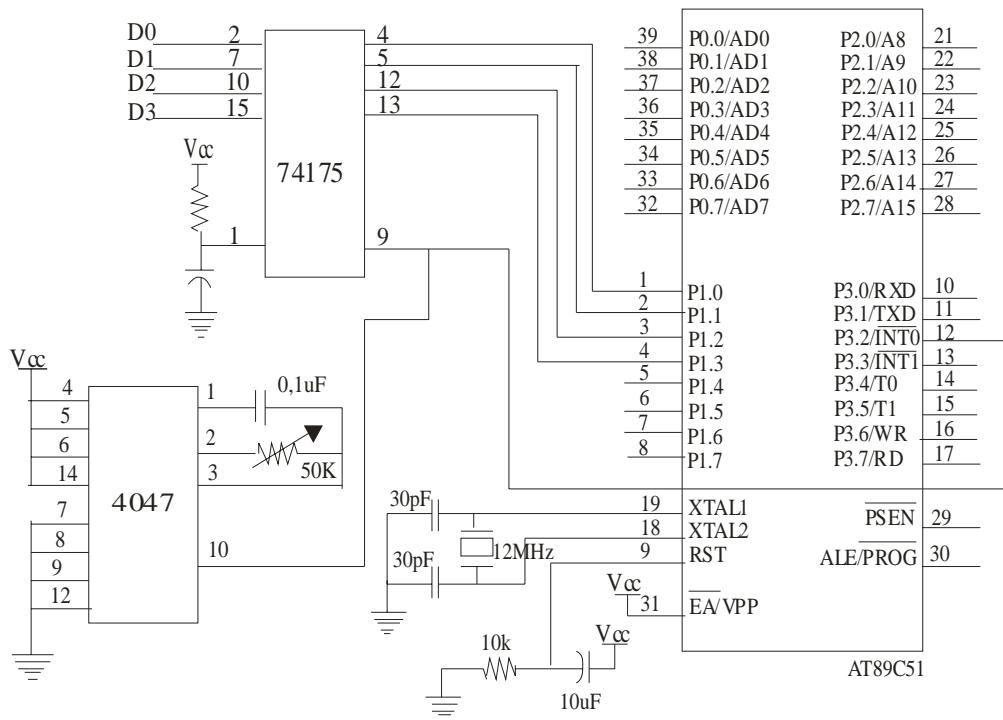 D0 2
D1 7
D2 10
D3 15
4
5
12
13
Vcc
74175
1
9
Vcc
4
5
6
14
7
8
9
12
4047
1
2
3
10
0,1uF
50K
39 P0.0/AD0
38 P0.1/AD1
37 P0.2/AD2
36 P0.3/AD3
35 P0.4/AD4
34 P0.5/AD5
33 P0.6/AD6
32 P0.7/AD7
P2.0/A8 21
P2.1/A9 22
P2.2/A10 23
P2.3/A11 24
P2.4/A12 25
P2.5/A13 26
P2.6/A14 27
P2.7/A15 28
1 P1.0
2 P1.1
3 P1.2
4 P1.3
5 P1.4
6 P1.5
7 P1.6
8 P1.7
P3.0/RXD 10
P3.1/TXD 11
P3.2/INT0 12
P3.3/INT1 13
P3.4/T0 14
P3.5/T1 15
P3.6/WR 16
P3.7/RD 17
19 XTAL1
18 XTAL2
9 RST
31 EA/VPP
PSEN 29
ALE/PROG 30
30pF
30pF
12MHz
Vcc
10k
10uF
Vcc
AT89C51